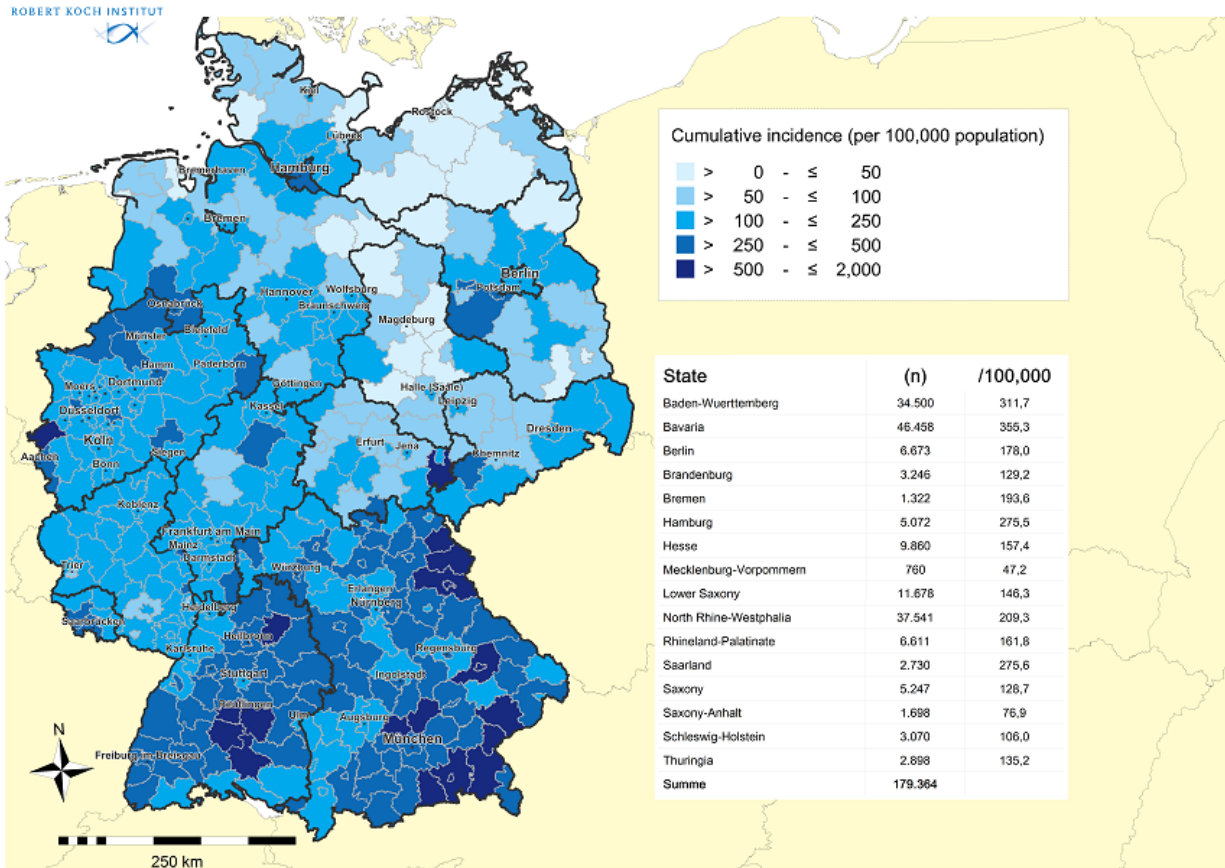 ROBERT KOCH INSTITUT
Kiel
Rostock
Lübeck
Hamburg
Bremerhaven
Bremen
Berlin
Potsdam
Hannover
Wolfsburg
Braunschweig
Osnabrück
Magdeburg
Münster
Bielefeld
Hamm
Paderborn
Moers
Dortmund
Göttingen
Halle (Saale)
Leipzig
Düsseldorf
Kassel
Dresden
Köln
Erfurt
Jena
Chemnitz
Aachen
Siegen
Bonn
Koblenz
Frankfurt am Main
Mainz
Darmstadt
Trier
Würzburg
Erlangen
Nürnberg
Heidelberg
Saarbrücken
Heilbronn
Karlsruhe
Regensburg
Stuttgart
Ingolstadt
Reutlingen
Ulm
Augsburg
München
Freiburg im Breisgau
N
250 km
Cumulative incidence (per 100,000 population)
> 0 - ≤ 50
> 50 - ≤ 100
> 100 - ≤ 250
> 250 - ≤ 500
> 500 - ≤ 2,000
State (n) /100,000
Baden-Wuerttemberg 34.500 311,7
Bavaria 46.458 355,3
Berlin 6.673 178,0
Brandenburg 3.246 129,2
Bremen 1.322 193,6
Hamburg 5.072 275,5
Hesse 9.860 157,4
Mecklenburg-Vorpommern 760 47,2
Lower Saxony 11.678 146,3
North Rhine-Westphalia 37.541 209,3
Rhineland-Palatinate 6.611 161,8
Saarland 2.730 275,6
Saxony 5.247 128,7
Saxony-Anhalt 1.698 76,9
Schleswig-Holstein 3.070 106,0
Thuringia 2.898 135,2
Summe 179.364